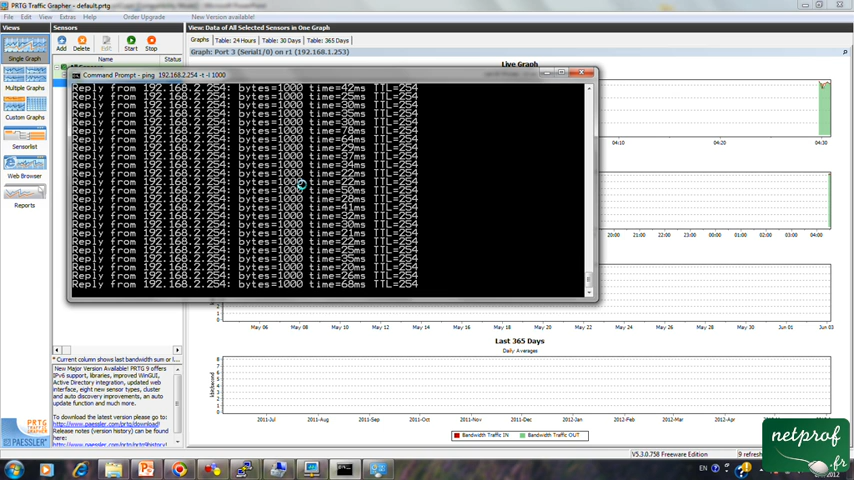 PRTG Traffic Grapher - default.prtg
File Edit View Extras Order Upgrade New Version available!
Views
Sensors
View: Data of All Selected Sensors in One Graph
Graphs Table: 24 Hours Table: 30 Days Table: 365 Days
Add Delete Edit Start Stop
Single Graph
Name Status
Graph: Port 3 (Serial1/0) on r1 (192.168.1.253)
Live Graph
Command Prompt - ping 192.168.2.254 -t -l 1000
Reply from 192.168.2.254: bytes=1000 time=42ms TTL=254
Reply from 192.168.2.254: bytes=1000 time=25ms TTL=254
Reply from 192.168.2.254: bytes=1000 time=30ms TTL=254
Reply from 192.168.2.254: bytes=1000 time=36ms TTL=254
Reply from 192.168.2.254: bytes=1000 time=30ms TTL=254
Reply from 192.168.2.254: bytes=1000 time=78ms TTL=254
Reply from 192.168.2.254: bytes=1000 time=64ms TTL=254
Reply from 192.168.2.254: bytes=1000 time=29ms TTL=254
Reply from 192.168.2.254: bytes=1000 time=37ms TTL=254
Reply from 192.168.2.254: bytes=1000 time=34ms TTL=254
Reply from 192.168.2.254: bytes=1000 time=22ms TTL=254
Reply from 192.168.2.254: bytes=1000 time=50ms TTL=254
Reply from 192.168.2.254: bytes=1000 time=28ms TTL=254
Reply from 192.168.2.254: bytes=1000 time=41ms TTL=254
Reply from 192.168.2.254: bytes=1000 time=32ms TTL=254
Reply from 192.168.2.254: bytes=1000 time=30ms TTL=254
Reply from 192.168.2.254: bytes=1000 time=21ms TTL=254
Reply from 192.168.2.254: bytes=1000 time=22ms TTL=254
Reply from 192.168.2.254: bytes=1000 time=25ms TTL=254
Reply from 192.168.2.254: bytes=1000 time=35ms TTL=254
Reply from 192.168.2.254: bytes=1000 time=20ms TTL=254
Reply from 192.168.2.254: bytes=1000 time=26ms TTL=254
Reply from 192.168.2.254: bytes=1000 time=68ms TTL=254
Multiple Graphs
Custom Graphs
Sensorlist
Web Browser
Reports
04:10 04:20 04:30
20:00 21:00 22:00 23:00 00:00 01:00 02:00 03:00 04:00
2
0
May 06 May 08 May 10 May 12 May 14 May 16 May 18 May 20 May 22 May 24 May 26 May 28 May 30 Jun 01 Jun 03
Last 365 Days
Daily Averages
kbit/second
8
7
6
5
4
3
2
1
0
2011-Jul 2011-Aug 2011-Sep 2011-Oct 2011-Nov 2011-Dec 2012-Jan 2012-Feb 2012-Mar 2012-Apr
Bandwidth Traffic IN Bandwidth Traffic OUT
* Current column shows last bandwidth sum or l...
New Major Version Available! PRTG 9 offers
IPv6 support, libraries, improved WinGUI,
Active Directory integration, updated web
interface, eight new sensor types, cluster
and auto discovery improvements, an auto
update function and much more.
To download the latest version please go to:
http://www.paessler.com/prtg/download!
Release notes (version history) can be found
here:
http://www.paessler.com/prtg9history!
PRTG
PAESSLER
V5.3.0.758 Freeware Edition
EN
2012
netprof
.fr